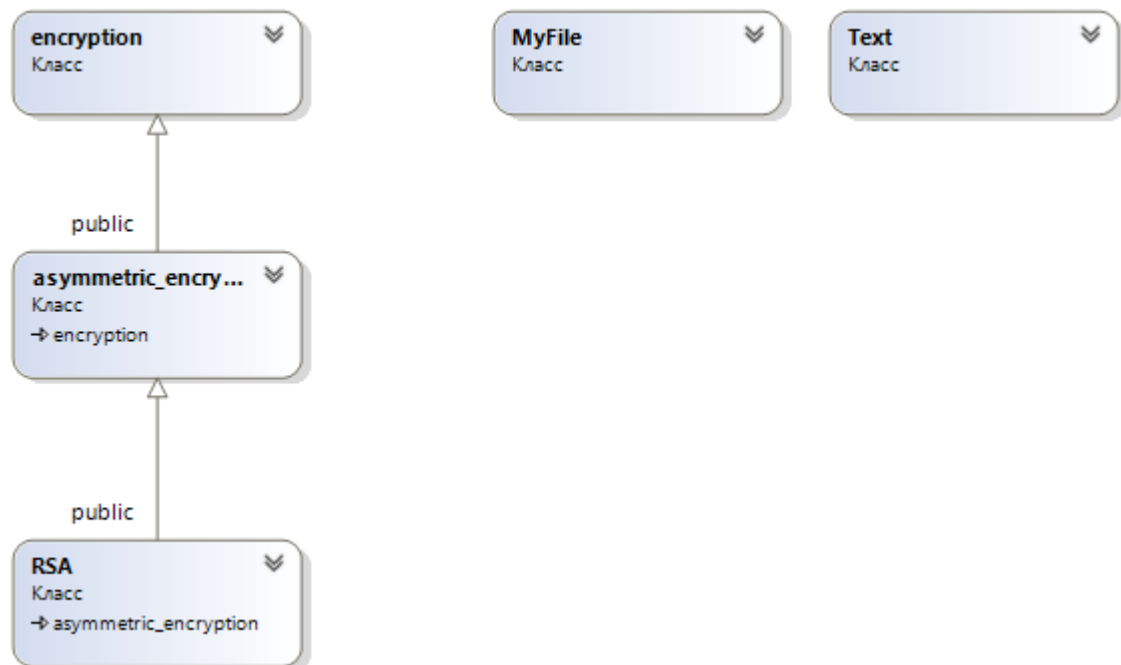 encryption
Класс
MyFile
Класс
Text
Класс
public
asymmetric_encry...
Класс
encryption
public
RSA
Класс
asymmetric_encryption